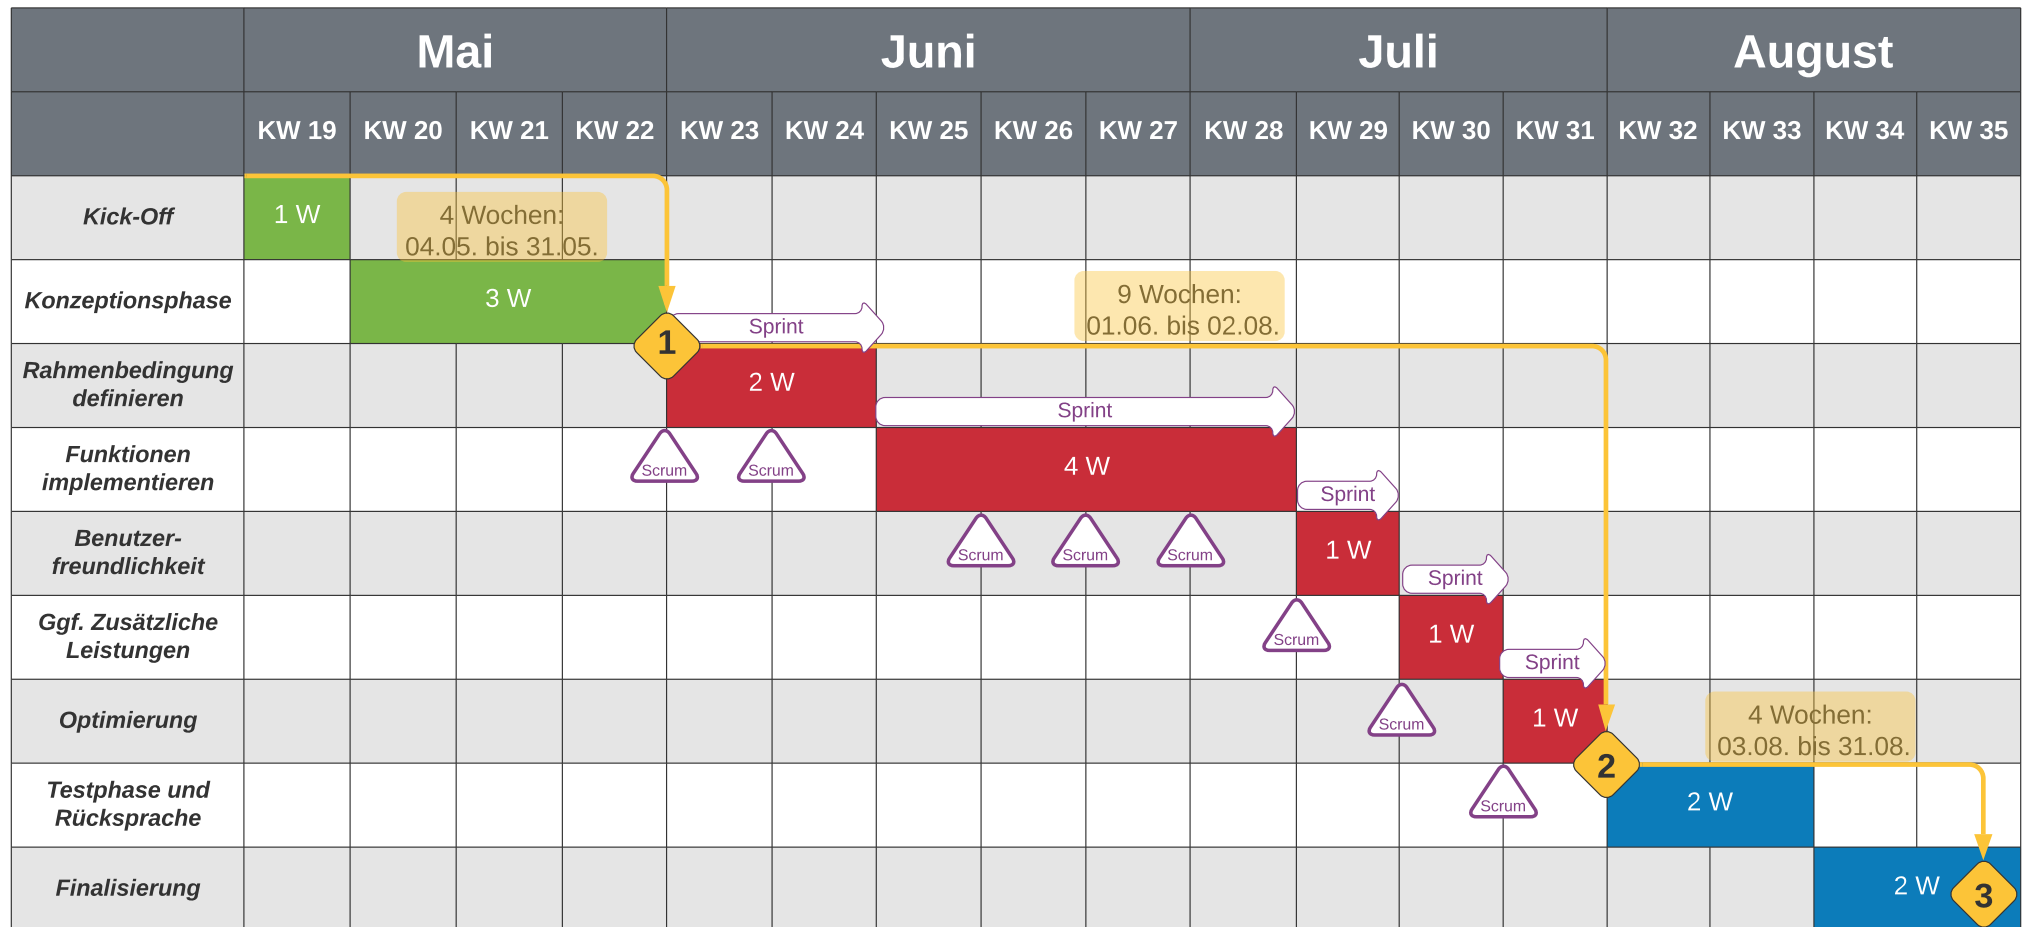 Mai Juni Juli August
KW 19 KW 20 KW 21 KW 22 KW 23 KW 24 KW 25 KW 26 KW 27 KW 28 KW 29 KW 30 KW 31 KW 32 KW 33 KW 34 KW 35
Kick-Off
1 W
4 Wochen:
04.05. bis 31.05.
Konzeptionsphase
3 W
9 Wochen:
01.06. bis 02.08.
1
Sprint
Rahmenbedingung
definieren
2 W
Sprint
Funktionen
implementieren
Scrum
Scrum
4 W
Sprint
Benutzer-
freundlichkeit
Scrum
Scrum
Scrum
1 W
Sprint
Ggf. Zusätzliche
Leistungen
Scrum
1 W
Sprint
Optimierung
Scrum
1 W
4 Wochen:
03.08. bis 31.08.
2
Testphase und
Rücksprache
Scrum
2 W
Finalisierung
2 W
3